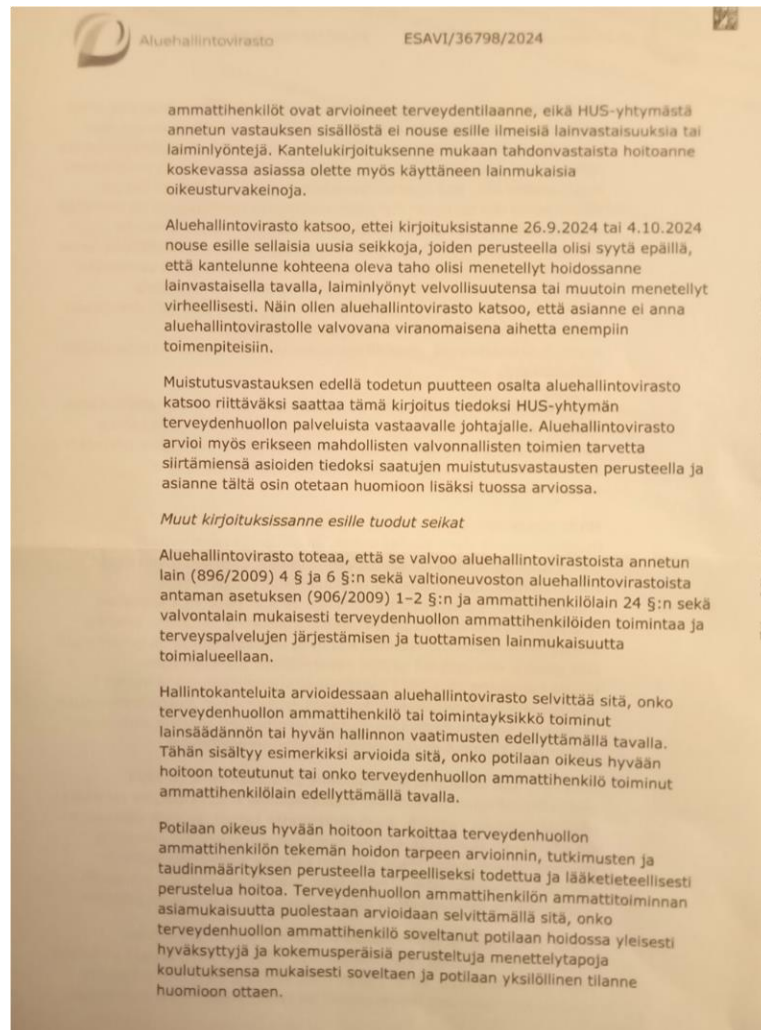 Aluehallintovirasto
ESAVI/36798/2024
ammattihenkilöt ovat arvioineet terveydentilaanne, eikä HUS-yhtymästä
annetun vastauksen sisällöstä ei nouse esille ilmeisiä lainvastaisuuksia tai
laiminlyöntejä. Kantelukirjoituksenne mukaan tahdonvastaista hoitoanne
koskevassa asiassa olette myös käyttäneen lainmukaisia
oikeusturvakeinoja.
Aluehallintovirasto katsoo, ettei kirjoituksistanne 26.9.2024 tai 4.10.2024
nouse esille sellaisia uusia seikkoja, joiden perusteella olisi syytä epäillä,
että kantelunne kohteena oleva taho olisi menetellyt hoidossanne
lainvastaisella tavalla, laiminlyönyt velvollisuutensa tai muutoin menetellyt
virheellisesti. Näin ollen aluehallintovirasto katsoo, että asianne ei anna
aluehallintovirastolle valvovana viranomaisena aihetta enempiin
toimenpiteisiin.
Muistutusvastauksen edellä todetun puutteen osalta aluehallintovirasto
katsoo riittäväksi saattaa tämä kirjoitus tiedoksi HUS-yhtymän
terveydenhuollon palveluista vastaavalle johtajalle. Aluehallintovirasto
arvioi myös erikseen mahdollisten valvonnallisten toimien tarvetta
siirtämiensä asioiden tiedoksi saatujen muistutusvastausten perusteella ja
asianne tältä osin otetaan huomioon lisäksi tuossa arviossa.
Muut kirjoituksissanne esille tuodut seikat
Aluehallintovirasto toteaa, että se valvoo aluehallintovirastoista annetun
lain (896/2009) 4 § ja 6 §:n sekä valtioneuvoston aluehallintovirastoista
antaman asetuksen (906/2009) 1–2 §:n ja ammattihenkilölain 24 §:n sekä
valvontalain mukaisesti terveydenhuollon ammattihenkilöiden toimintaa ja
terveyspalvelujen järjestämisen ja tuottamisen lainmukaisuutta
toimialueellaan.
Hallintokanteluita arvioidessaan aluehallintovirasto selvittää sitä, onko
terveydenhuollon ammattihenkilö tai toimintayksikkö toiminut
lainsäädännön tai hyvän hallinnon vaatimusten edellyttämällä tavalla.
Tähän sisältyy esimerkiksi arvioida sitä, onko potilaan oikeus hyvään
hoitoon toteutunut tai onko terveydenhuollon ammattihenkilö toiminut
ammattihenkilölain edellyttämällä tavalla.
Potilaan oikeus hyvään hoitoon tarkoittaa terveydenhuollon
ammattihenkilön tekemän hoidon tarpeen arvioinnin, tutkimusten ja
taudinmäärityksen perusteella tarpeelliseksi todettua ja lääketieteellisesti
perustelua hoitoa. Terveydenhuollon ammattihenkilön ammattitoiminnan
asiamukaisuutta puolestaan arvioidaan selvittämällä sitä, onko
terveydenhuollon ammattihenkilö soveltanut potilaan hoidossa yleisesti
hyväksyttyjä ja kokemusperäisiä perusteltuja menettelytapoja
koulutuksensa mukaisesti soveltaen ja potilaan yksilöllinen tilanne
huomioon ottaen.